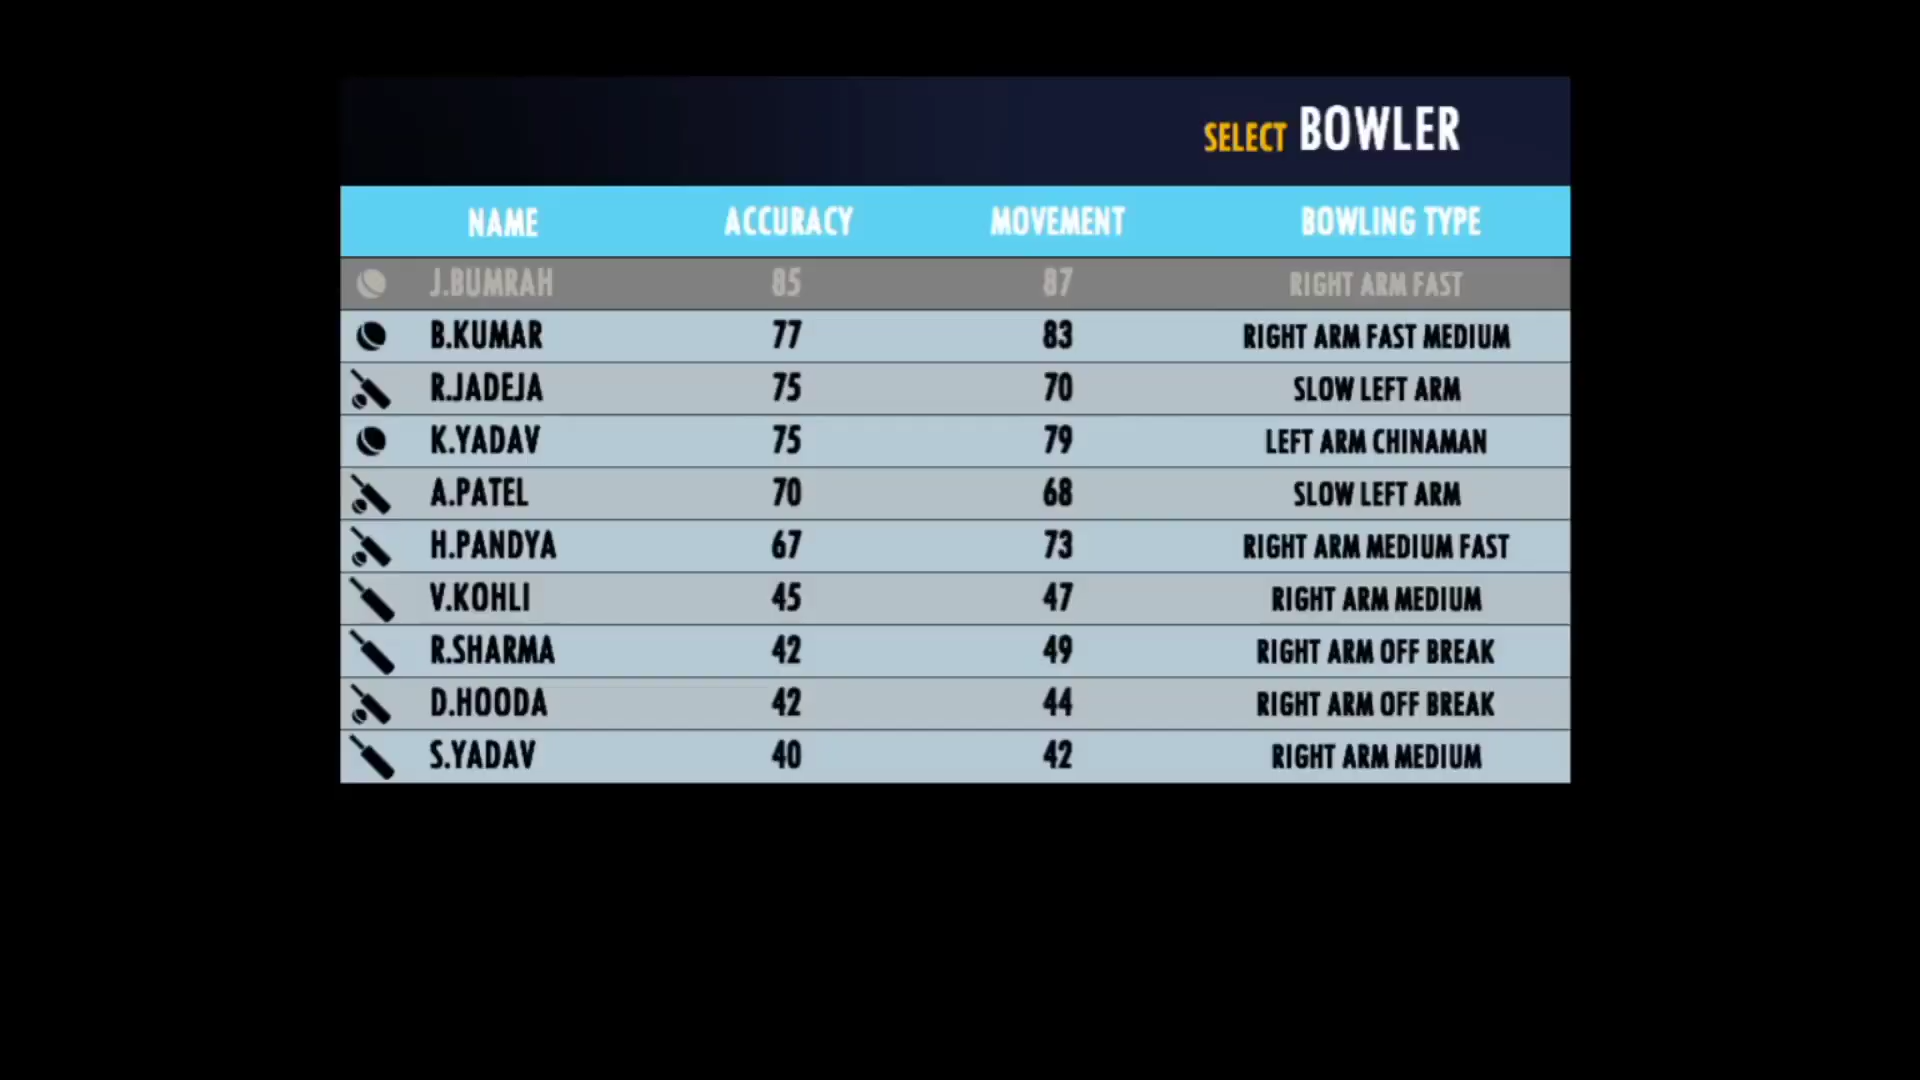 SELECT BOWLER
NAME ACCURACY MOVEMENT BOWLING TYPE
J.BUMRAH 85 87 RIGHT ARM FAST
B.KUMAR 77 83 RIGHT ARM FAST MEDIUM
R.JADEJA 75 70 SLOW LEFT ARM
K.YADAV 75 79 LEFT ARM CHINAMAN
A.PATEL 70 68 SLOW LEFT ARM
H.PANDYA 67 73 RIGHT ARM MEDIUM FAST
V.KOHLI 45 47 RIGHT ARM MEDIUM
R.SHARMA 42 49 RIGHT ARM OFF BREAK
D.HOODA 42 44 RIGHT ARM OFF BREAK
S.YADAV 40 42 RIGHT ARM MEDIUM